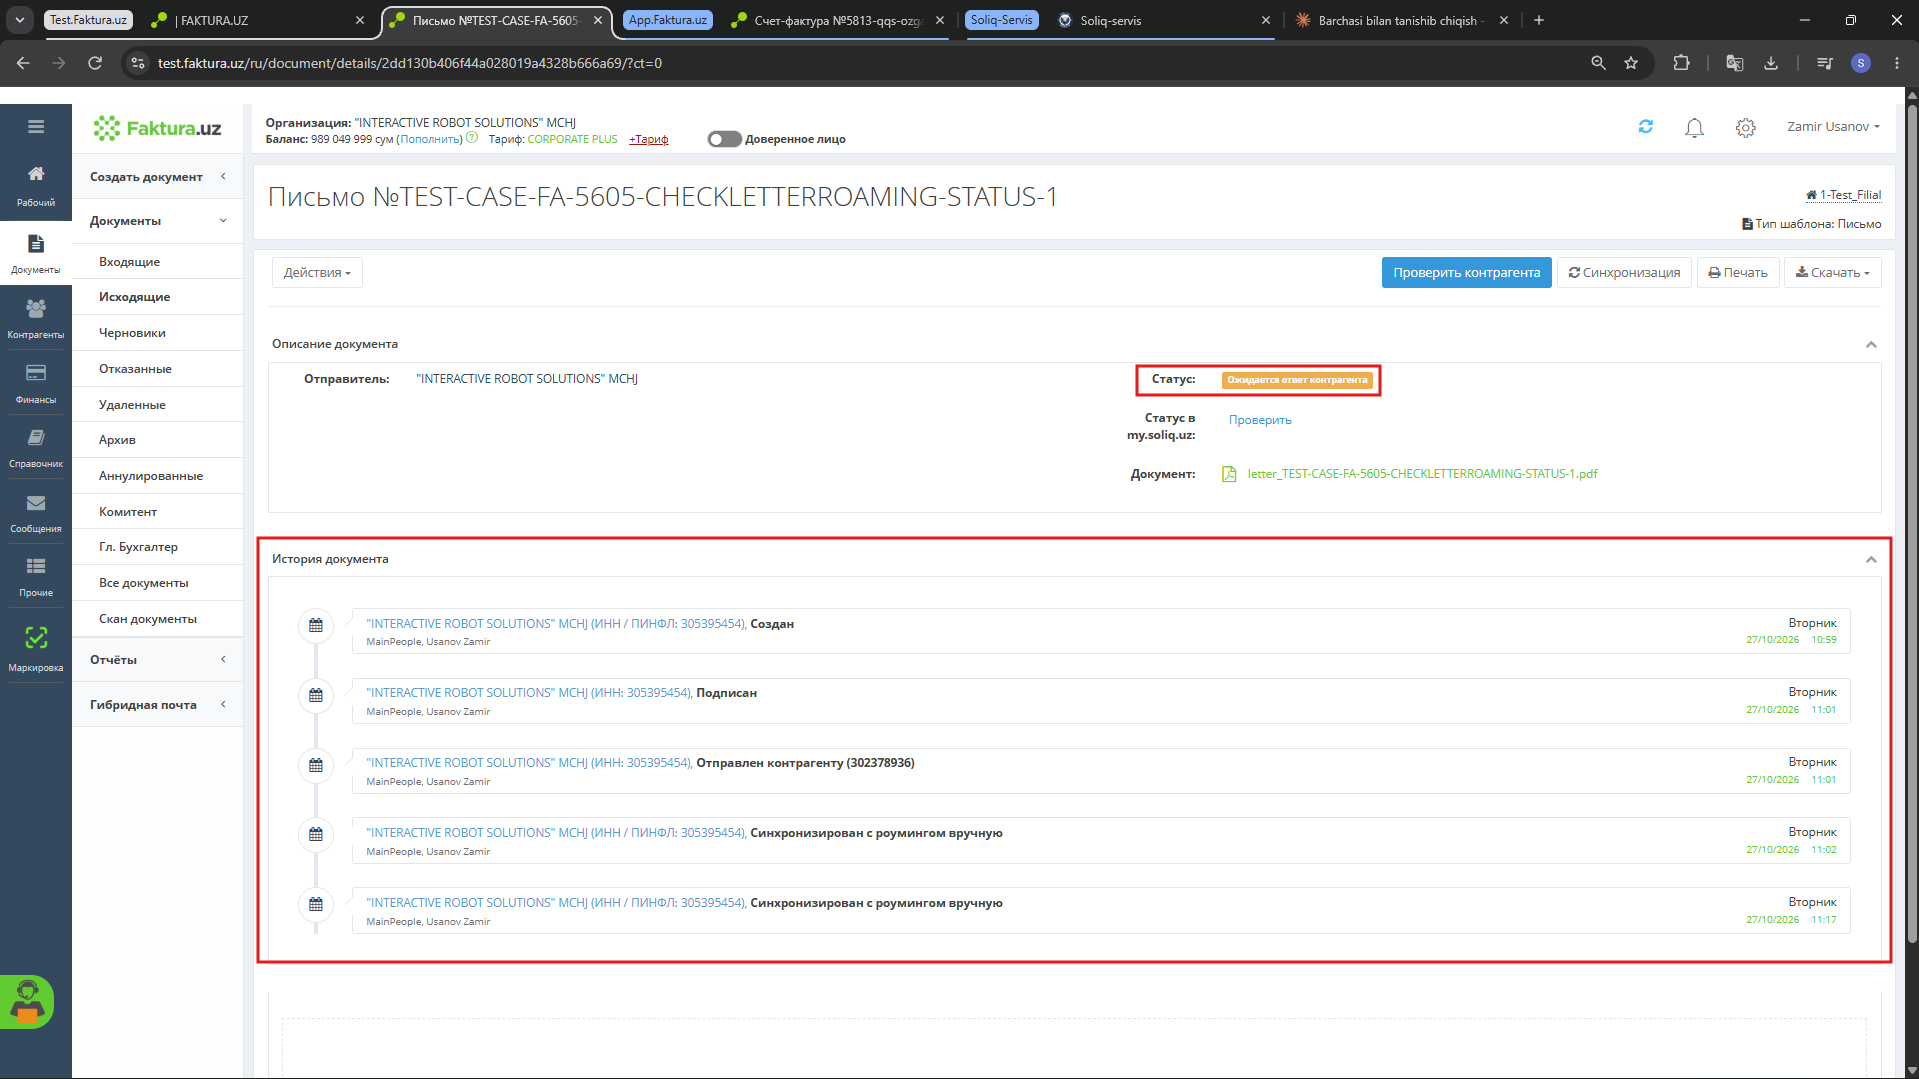 Test.Faktura.uz
| FAKTURA.UZ
Письмо №TEST-CASE-FA-5605-
App.Faktura.uz
Счет-фактура №5813-qqs-ozg
Soliq-Servis
Soliq-servis
Barchasi bilan tanishib chiqish -
test.faktura.uz/ru/document/details/2dd130b406f44a028019a4328b666a69/?ct=0
S
Рабочий
Документы
Контрагенты
Финансы
Справочник
Сообщения
Прочие
Маркировка
Faktura.uz
Создать документ
Документы
Входящие
Исходящие
Черновики
Отказанные
Удаленные
Архив
Аннулированные
Комитент
Гл. Бухгалтер
Все документы
Скан документы
Отчёты
Гибридная почта
Организация: "INTERACTIVE ROBOT SOLUTIONS" MCHJ
Баланс: 989 049 999 сум (Пополнить) ? Тариф: CORPORATE PLUS +Тариф
Доверенное лицо
Zamir Usanov
Письмо №TEST-CASE-FA-5605-CHECKLETTERROAMING-STATUS-1
1-Test_Filial
Тип шаблона: Письмо
Действия
Проверить контрагента
Синхронизация
Печать
Скачать
Описание документа
Отправитель: "INTERACTIVE ROBOT SOLUTIONS" MCHJ
Статус: Ожидается ответ контрагента
Статус в my.soliq.uz: Проверить
Документ: letter_TEST-CASE-FA-5605-CHECKLETTERROAMING-STATUS-1.pdf
История документа
"INTERACTIVE ROBOT SOLUTIONS" MCHJ (ИНН / ПИНФЛ: 305395454), Создан
MainPeople, Usanov Zamir
Вторник
27/10/2026 10:59
"INTERACTIVE ROBOT SOLUTIONS" MCHJ (ИНН: 305395454), Подписан
MainPeople, Usanov Zamir
Вторник
27/10/2026 11:01
"INTERACTIVE ROBOT SOLUTIONS" MCHJ (ИНН: 305395454), Отправлен контрагенту (302378936)
MainPeople, Usanov Zamir
Вторник
27/10/2026 11:01
"INTERACTIVE ROBOT SOLUTIONS" MCHJ (ИНН / ПИНФЛ: 305395454), Синхронизирован с роумингом вручную
MainPeople, Usanov Zamir
Вторник
27/10/2026 11:02
"INTERACTIVE ROBOT SOLUTIONS" MCHJ (ИНН / ПИНФЛ: 305395454), Синхронизирован с роумингом вручную
MainPeople, Usanov Zamir
Вторник
27/10/2026 11:17